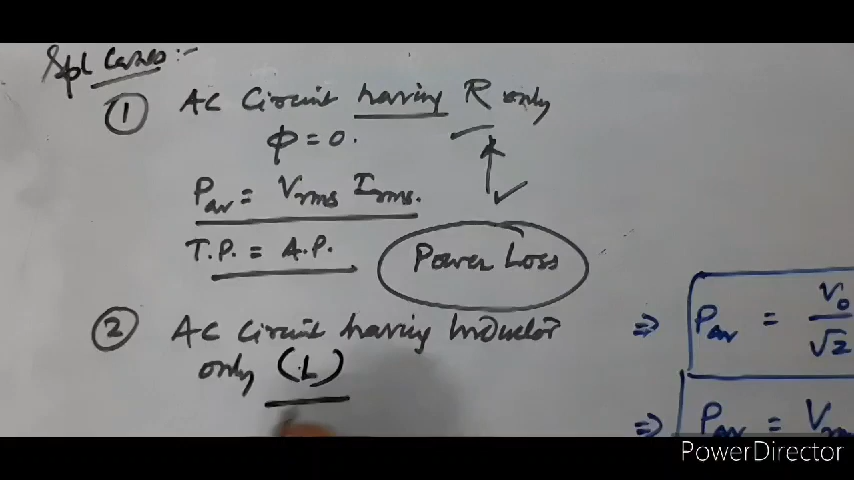 Spl Cases :-
① AC Circuit having R only
ϕ = 0.
Pav = Vrms Irms.
T.P. = A.P.
Power Loss
② AC Circuit having Inductor
only (L)
⇒ Pav = V0
√2
⇒ Pav = Vrm
PowerDirector